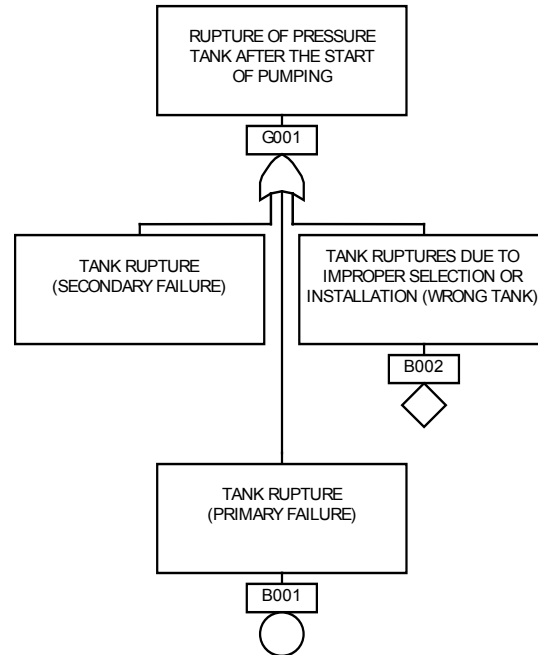 RUPTURE OF PRESSURE
TANK AFTER THE START
OF PUMPING
G001
TANK RUPTURE
(SECONDARY FAILURE)
TANK RUPTURES DUE TO
IMPROPER SELECTION OR
INSTALLATION (WRONG TANK)
B002
TANK RUPTURE
(PRIMARY FAILURE)
B001